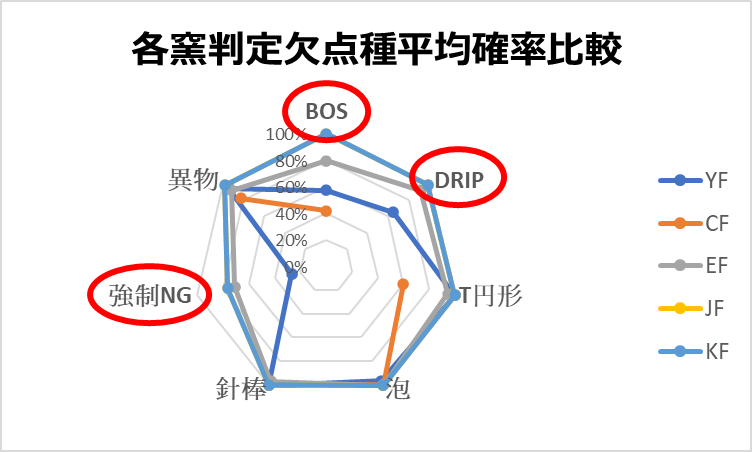 各窯判定欠点種平均確率比較
BOS
100%
80%
60%
40%
20%
0%
DRIP
T円形
泡
針棒
強制NG
異物
YF
CF
EF
JF
KF